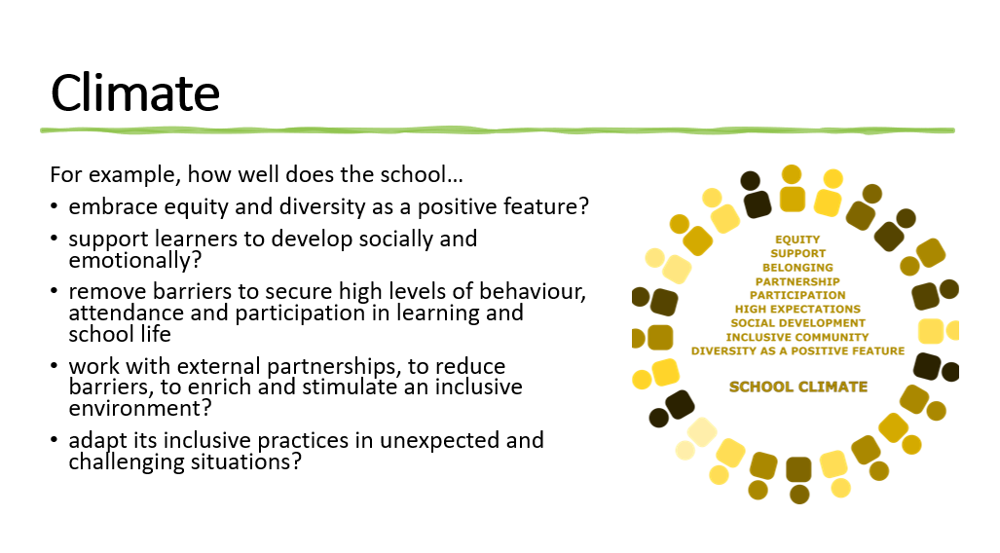 Climate
For example, how well does the school…
• embrace equity and diversity as a positive feature?
• support learners to develop socially and
emotionally?
• remove barriers to secure high levels of behaviour,
attendance and participation in learning and
school life
• work with external partnerships, to reduce
barriers, to enrich and stimulate an inclusive
environment?
• adapt its inclusive practices in unexpected and
challenging situations?
EQUITY
SUPPORT
BELONGING
PARTNERSHIP
PARTICIPATION
HIGH EXPECTATIONS
SOCIAL DEVELOPMENT
INCLUSIVE COMMUNITY
DIVERSITY AS A POSITIVE FEATURE
SCHOOL CLIMATE